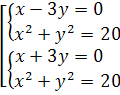 x − 3y = 0
x² + y² = 20
x + 3y = 0
x² + y² = 20